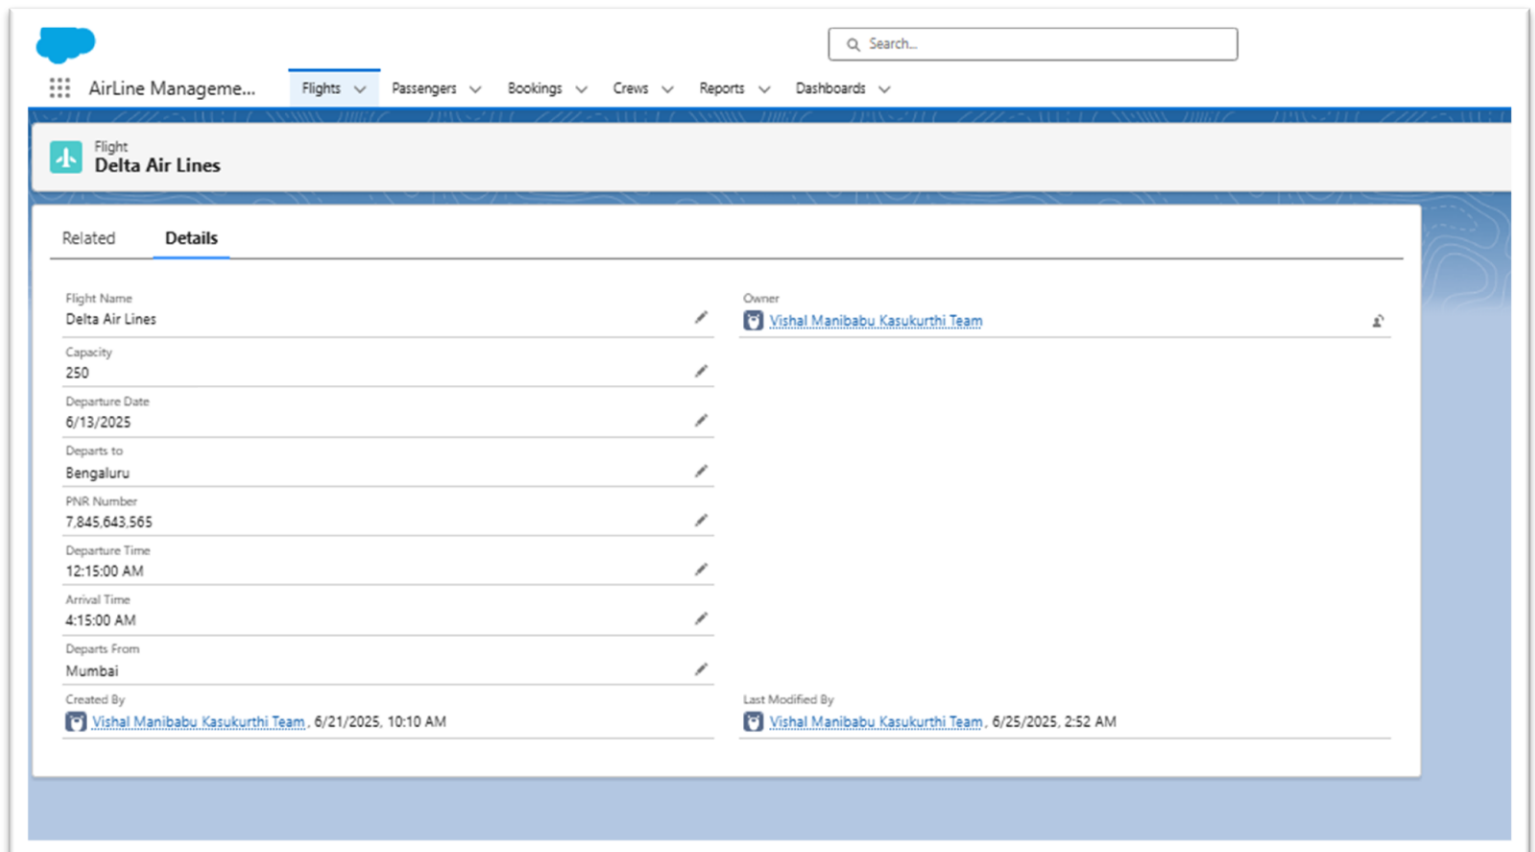 Search...
AirLine Manageme... Flights Passengers Bookings Crews Reports Dashboards
Flight
Delta Air Lines
Related Details
Flight Name
Delta Air Lines
Owner
Vishal Manibabu Kasukurthi Team
Capacity
250
Departure Date
6/13/2025
Departs to
Bengaluru
PNR Number
7,845,643,565
Departure Time
12:15:00 AM
Arrival Time
4:15:00 AM
Departs From
Mumbai
Created By
Vishal Manibabu Kasukurthi Team, 6/21/2025, 10:10 AM
Last Modified By
Vishal Manibabu Kasukurthi Team, 6/25/2025, 2:52 AM